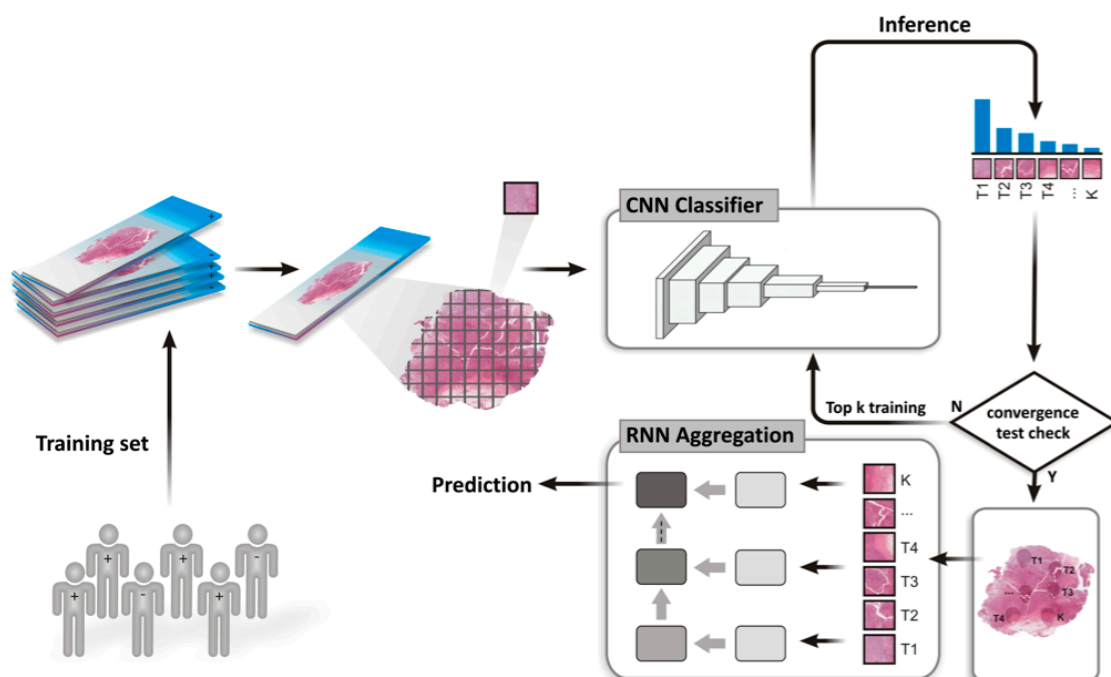 Inference
T1
T2
T3
T4
...
K
CNN Classifier
Training set
+
+
-
+
-
+
Top k training
N
convergence
test check
Y
RNN Aggregation
Prediction
K
...
T4
T3
T2
T1
T1
T2
... T3
T4 K